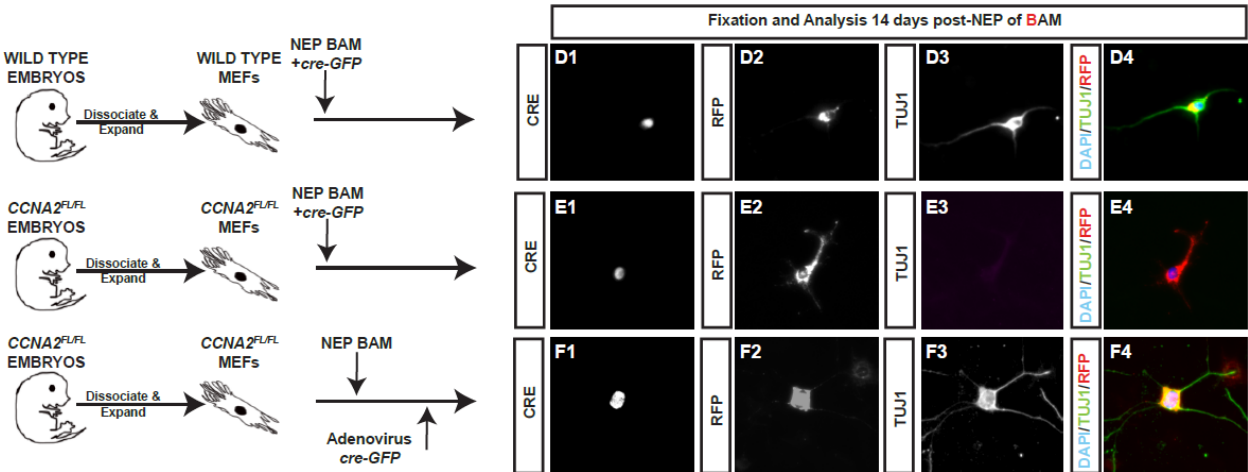 Fixation and Analysis 14 days post-NEP of BAM
WILD TYPE
EMBRYOS
Dissociate &
Expand
WILD TYPE
MEFs
NEP BAM
+cre-GFP
CRE
D1
RFP
D2
TUJ1
D3
DAPI/TUJ1/RFP
D4
CCNA2FL/FL
EMBRYOS
Dissociate &
Expand
CCNA2FL/FL
MEFs
NEP BAM
+cre-GFP
CRE
E1
RFP
E2
TUJ1
E3
DAPI/TUJ1/RFP
E4
CCNA2FL/FL
EMBRYOS
Dissociate &
Expand
CCNA2FL/FL
MEFs
NEP BAM
Adenovirus
cre-GFP
CRE
F1
RFP
F2
TUJ1
F3
DAPI/TUJ1/RFP
F4